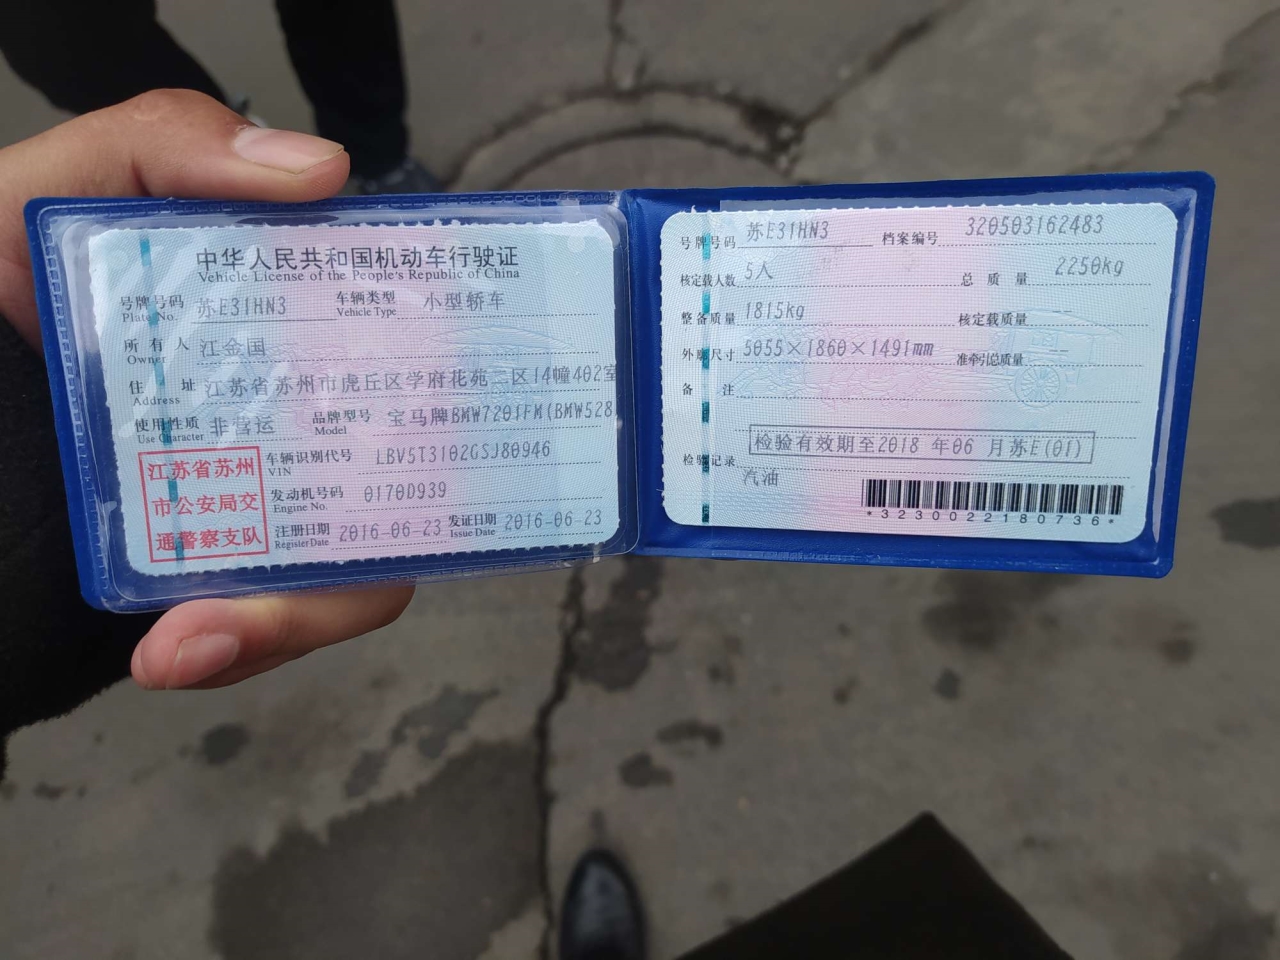 中华人民共和国机动车行驶证
Vehicle License of the People's Republic of China
号牌号码 苏E31HN3 车辆类型 小型轿车
Plate No. Vehicle Type
所有人 江金国
Owner
住址 江苏省苏州市虎丘区学府花苑二区14幢402室
Address
使用性质 非营运 品牌型号 宝马牌BMW7201FM(BMW528
Use Character Model
江苏省苏州
市公安局交
通警察支队
车辆识别代号 LBV5T3102GSJ80946
VIN
发动机号码 0170D939
Engine No.
注册日期 2016-06-23 发证日期 2016-06-23
Register Date Issue Date
号牌号码 苏E31HN3 档案编号 320503162483
核定载人数 5人 总质量 2250kg
整备质量 1815kg 核定载质量 --
外廓尺寸 5055×1860×1491mm 准牵引总质量 --
备注
检验有效期至2018 年06 月苏E(01)
检验记录
汽油
*3230022180736*